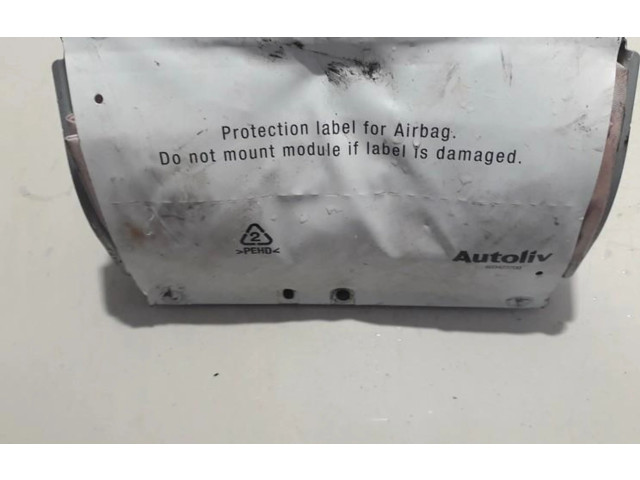 Protection label for Airbag.
Do not mount module if label is damaged.
2
>PEHD<
Autoliv